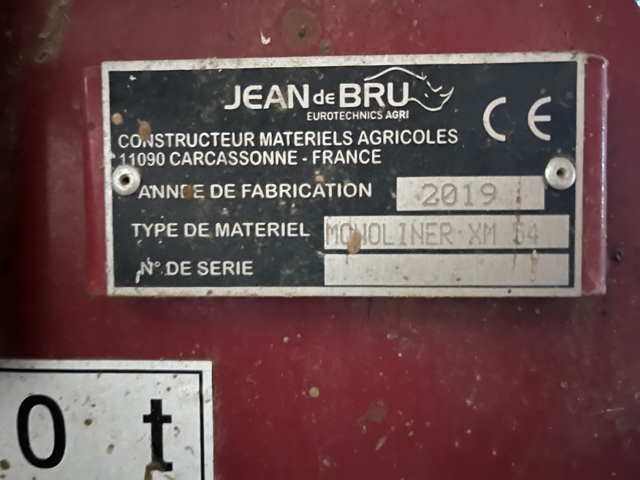 JEAN de BRU
EUROTECHNICS AGRI
CE
CONSTRUCTEUR MATERIELS AGRICOLES
11090 CARCASSONNE - FRANCE
ANNEE DE FABRICATION 2019
TYPE DE MATERIEL MONOLINER XM 54
N° DE SERIE
0 t